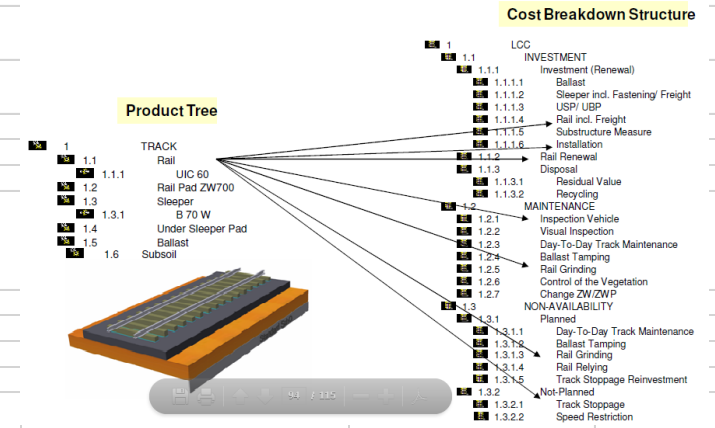 Cost Breakdown Structure
1 LCC
1.1 INVESTMENT
1.1.1 Investment (Renewal)
1.1.1.1 Ballast
1.1.1.2 Sleeper incl. Fastening/ Freight
1.1.1.3 USP/ UBP
1.1.1.4 Rail incl. Freight
1.1.1.5 Substructure Measure
1.1.1.6 Installation
1.1.2 Rail Renewal
1.1.3 Disposal
1.1.3.1 Residual Value
1.1.3.2 Recycling
1.2 MAINTENANCE
1.2.1 Inspection Vehicle
1.2.2 Visual Inspection
1.2.3 Day-To-Day Track Maintenance
1.2.4 Ballast Tamping
1.2.5 Rail Grinding
1.2.6 Control of the Vegetation
1.2.7 Change ZW/ZWP
1.3 NON-AVAILABILITY
1.3.1 Planned
1.3.1.1 Day-To-Day Track Maintenance
1.3.1.2 Ballast Tamping
1.3.1.3 Rail Grinding
1.3.1.4 Rail Relying
1.3.1.5 Track Stoppage Reinvestment
1.3.2 Not-Planned
1.3.2.1 Track Stoppage
1.3.2.2 Speed Restriction
Product Tree
1 TRACK
1.1 Rail
1.1.1 UIC 60
1.2 Rail Pad ZW700
1.3 Sleeper
1.3.1 B 70 W
1.4 Under Sleeper Pad
1.5 Ballast
1.6 Subsoil
/ 115